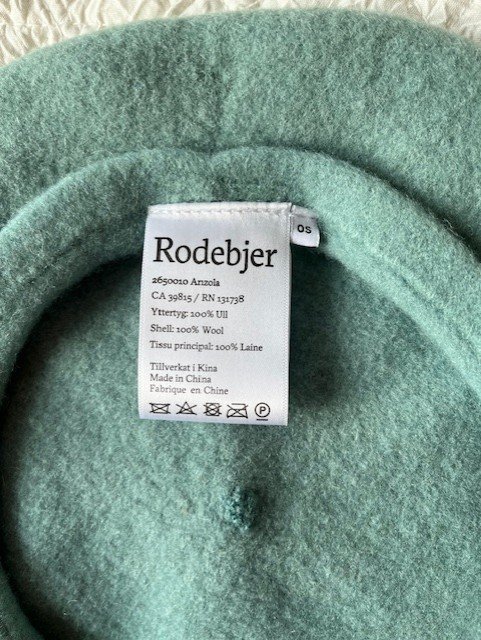 OS
Rodebjer
2650010 Anzola
CA 39815 / RN 131738
Yttertyg: 100% Ull
Shell: 100% Wool
Tissu principal: 100% Laine
Tillverkat i Kina
Made in China
Fabrique en Chine
P